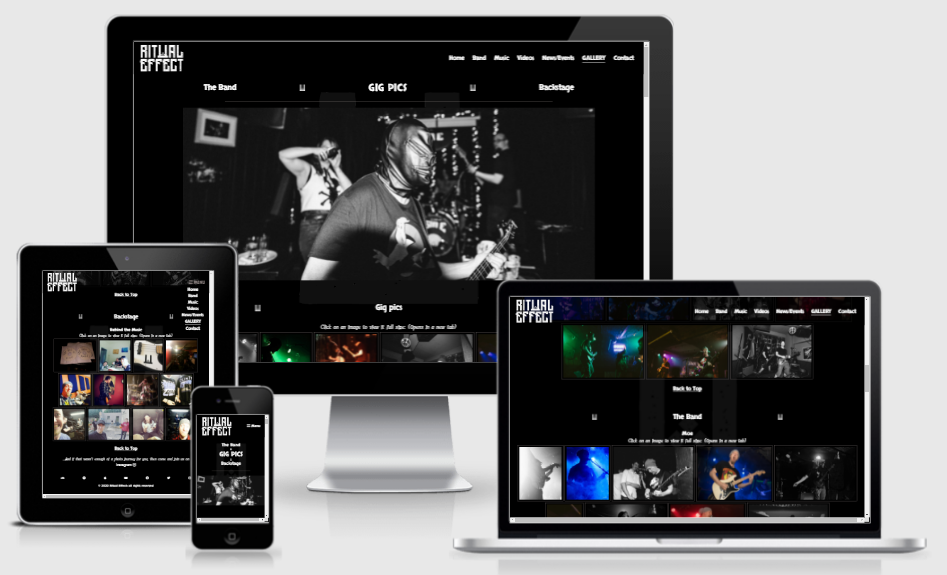 RITUAL
EFFECT
Home Band Music Videos News/Events GALLERY Contact
The Band GIG PICS Backstage
Gig pics
Click on an image to view it full size. (Opens in a new tab)
RITUAL
EFFECT
Menu
Home
Band
Music
Videos
News/Events
GALLERY
Contact
Back to Top
Backstage
Behind the Music
Click on an image to view it full size. (Opens in a new tab)
Back to Top
...And if that wasn't enough of a photo journey for you, then come and join us on
Instagram
© 2020 Ritual Effect. All rights reserved
RITUAL
EFFECT
Menu
The Band
GIG PICS
Backstage
RITUAL
EFFECT
Home Band Music Videos News/Events GALLERY Contact
Back to Top
The Band
Click on an image to view it full size. (Opens in a new tab)